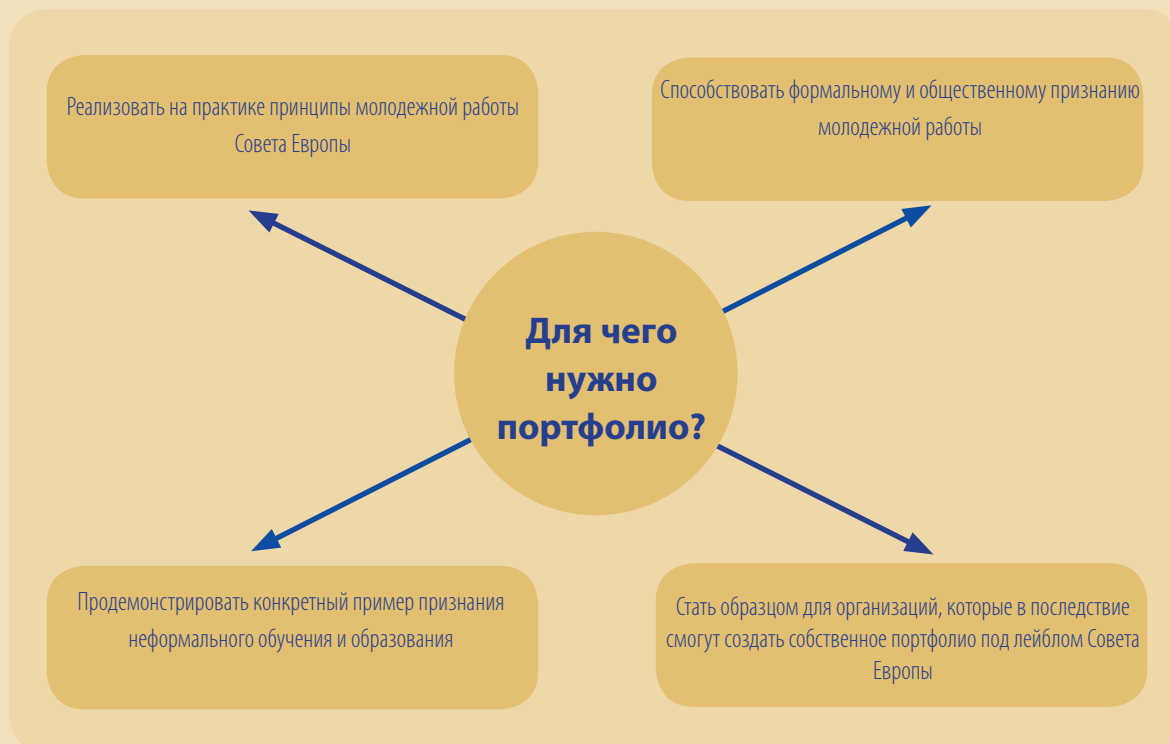 Реализовать на практике принципы молодежной работы
Совета Европы
Способствовать формальному и общественному признанию
молодежной работы
Для чего
нужно
портфолио?
Продемонстрировать конкретный пример признания
неформального обучения и образования
Стать образцом для организаций, которые в последствие
смогут создать собственное портфолио под лейблом Совета
Европы